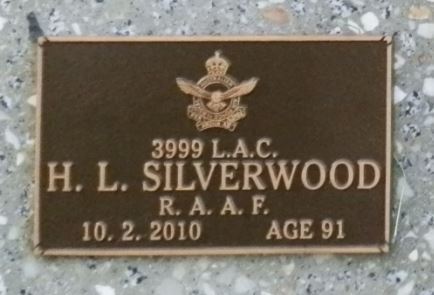 3999 L.A.C.
H. L. SILVERWOOD
R. A. A. F.
10. 2. 2010 AGE 91